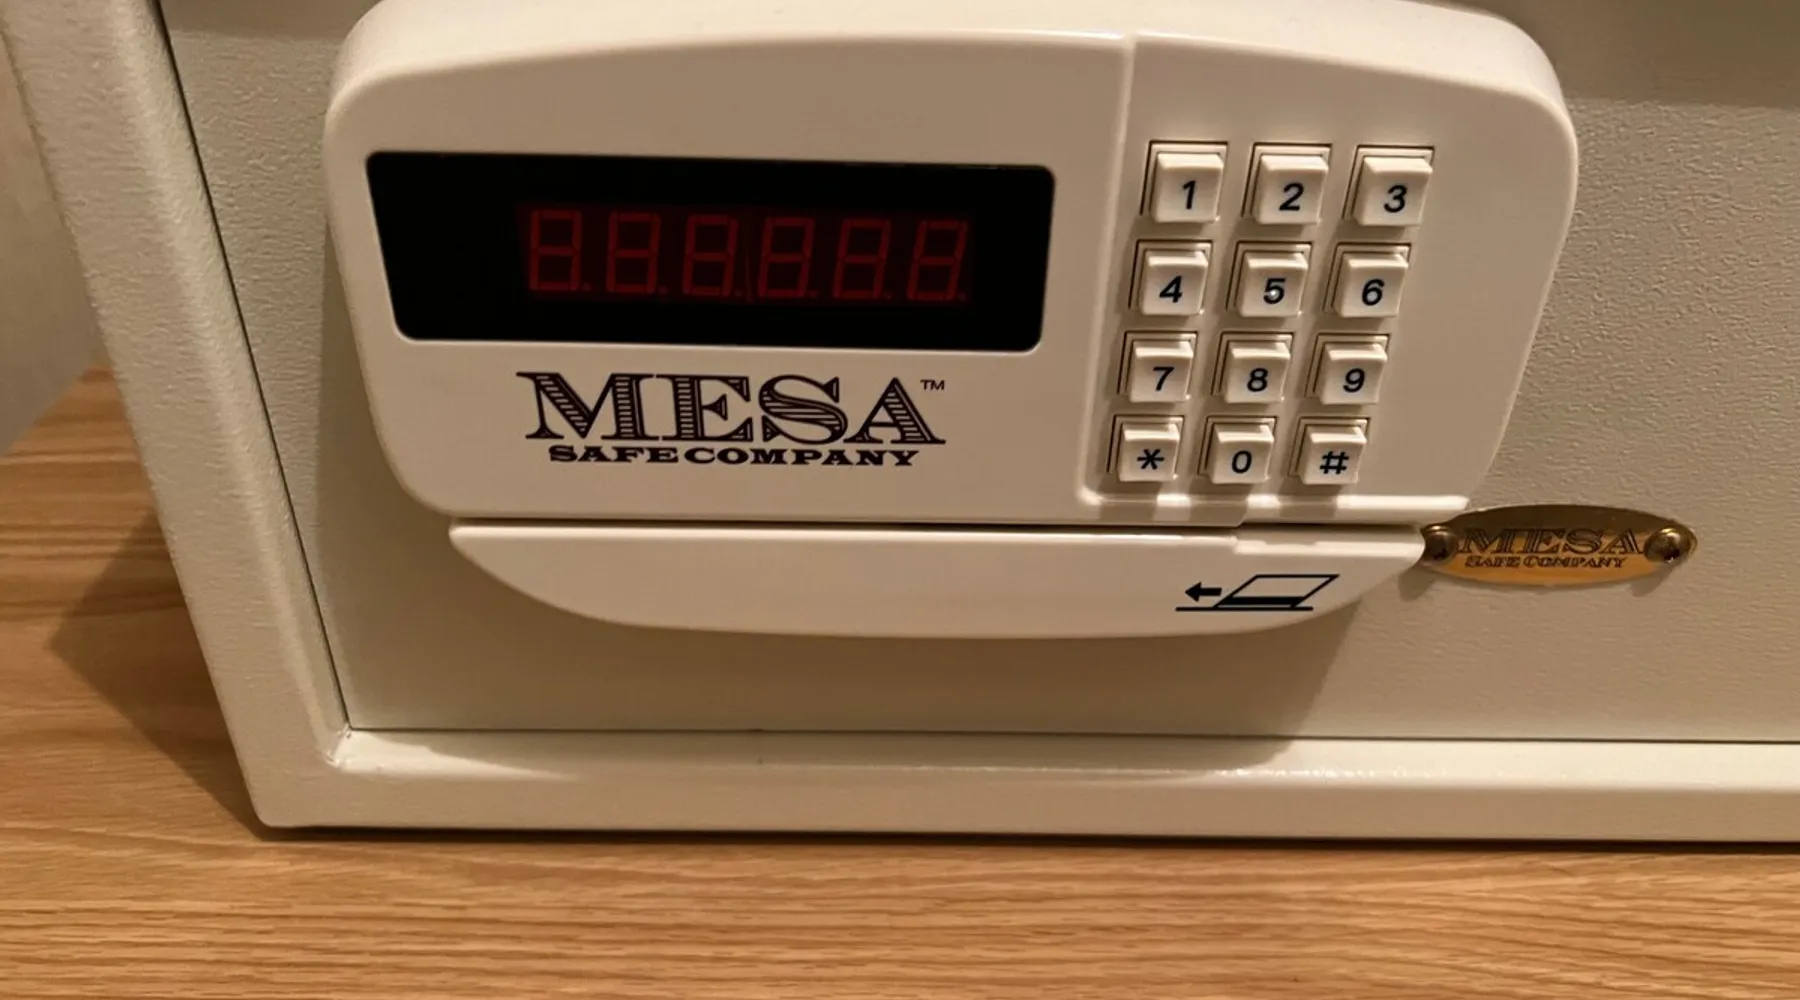 MESA™
SAFE COMPANY
1 2 3
4 5 6
7 8 9
* 0 #
MESA
SAFE COMPANY